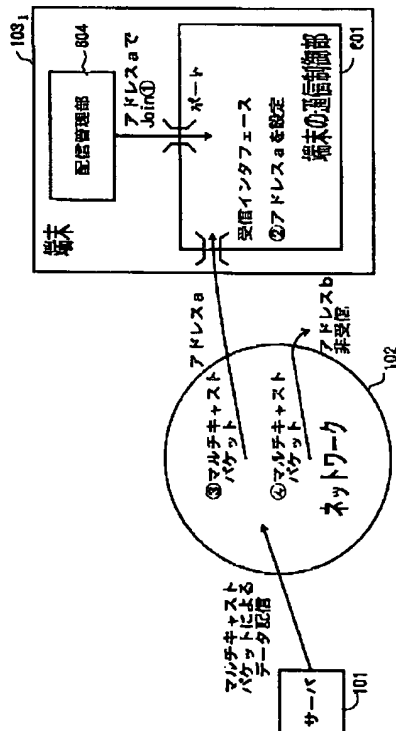 103₁
804
配信管理部
アドレスaで
Join①
ポート
端末
受信インタフェース
②アドレスaを設定
端末の通信制御部
801
アドレスa
アドレスb
非受信
③マルチキャスト
パケット
④マルチキャスト
パケット
ネットワーク
102
マルチキャスト
パケットによる
データ配信
サーバ
101